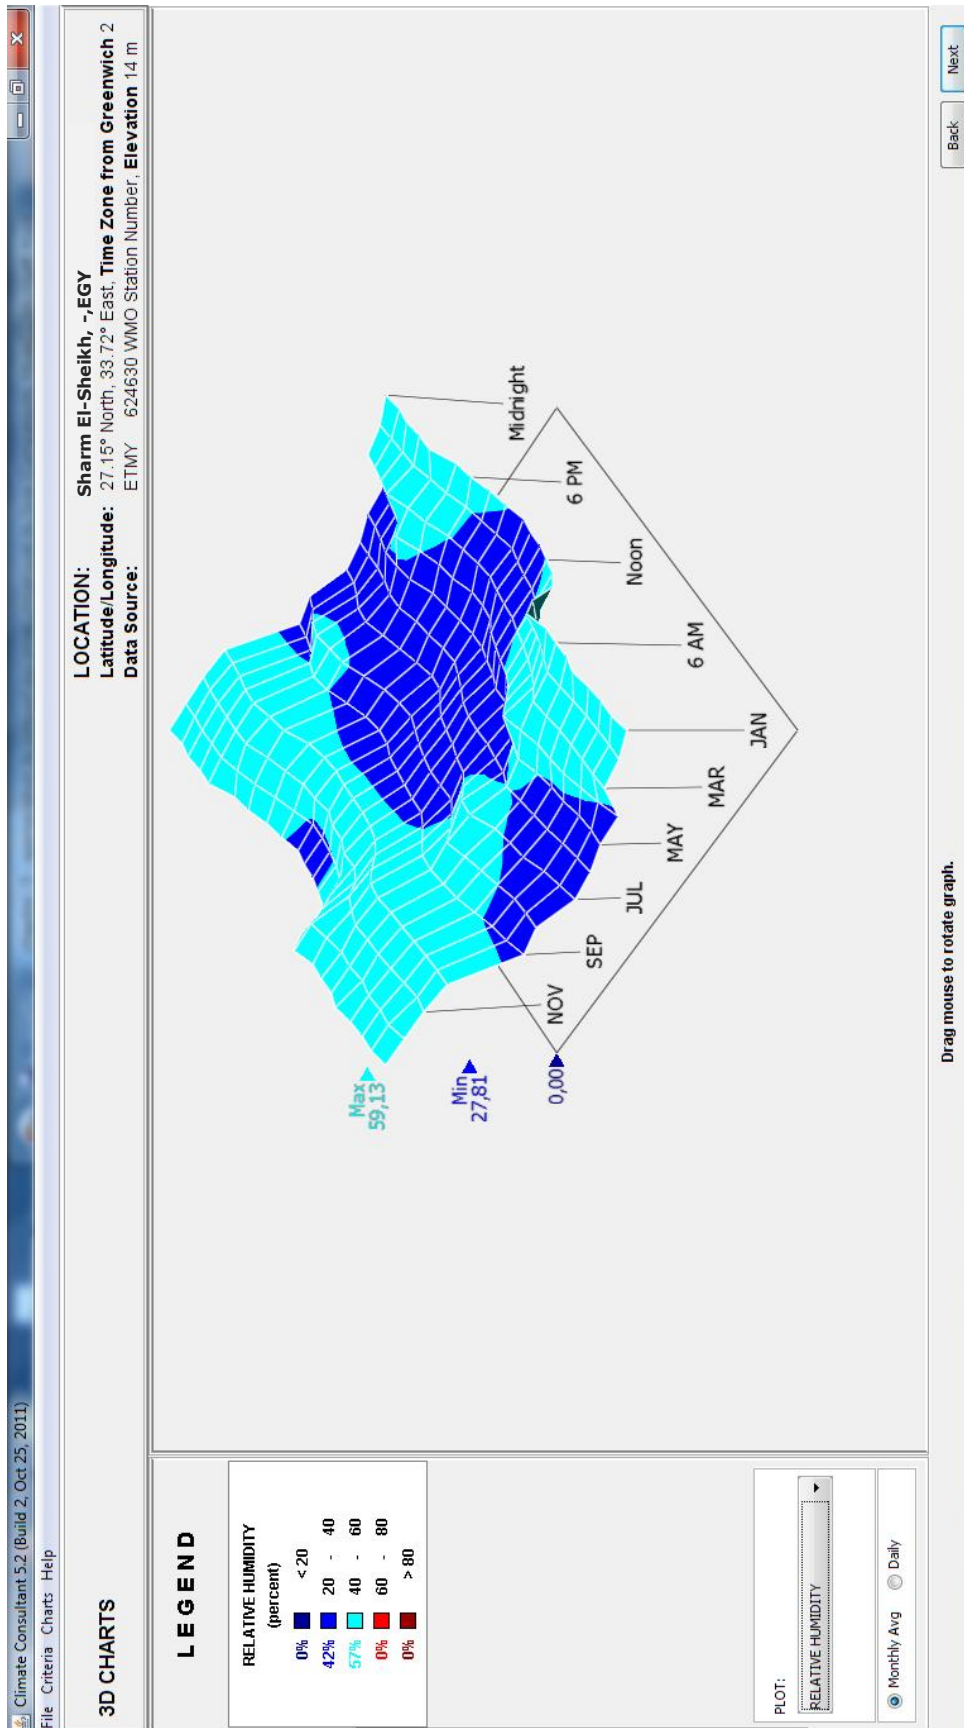 Climate Consultant 5.2 (Build 2, Oct 25, 2011)
File Criteria Charts Help
3D CHARTS
LOCATION: Sharm El-Sheikh, -,EGY
Latitude/Longitude: 27.15° North, 33.72° East, Time Zone from Greenwich 2
Data Source: ETMY 624630 WMO Station Number, Elevation 14 m
LEGEND
RELATIVE HUMIDITY
(percent)
0% < 20
42% 20 - 40
57% 40 - 60
0% 60 - 80
0% > 80
PLOT:
RELATIVE HUMIDITY
Monthly Avg Daily
Max
59,13
Min
27,81
0,00
NOV
SEP
JUL
MAY
MAR
JAN
6 AM
Noon
6 PM
Midnight
Drag mouse to rotate graph.
Back Next